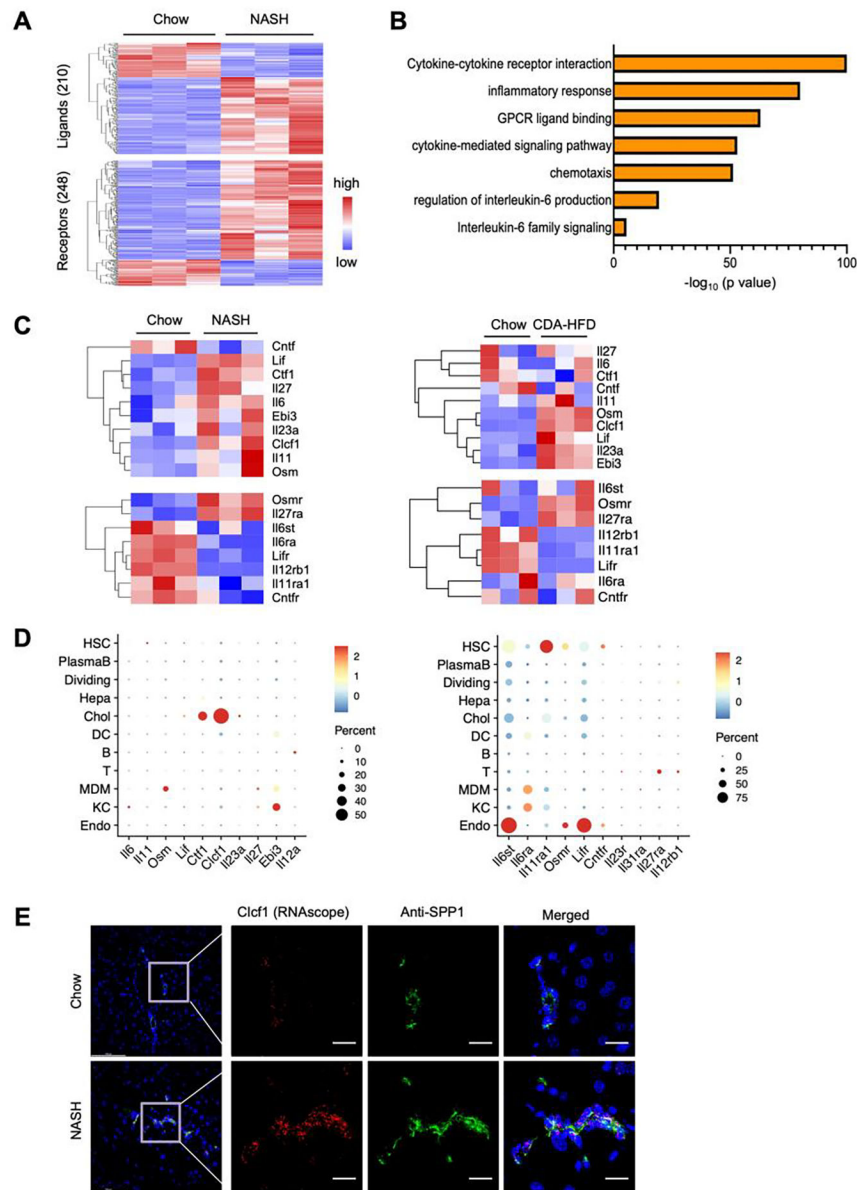 A
Chow NASH
Ligands (210)
Receptors (248)
high
low
B
Cytokine-cytokine receptor interaction
inflammatory response
GPCR ligand binding
cytokine-mediated signaling pathway
chemotaxis
regulation of interleukin-6 production
Interleukin-6 family signaling
0 50 100
-log10 (p value)
C
Chow NASH
Cntf
Lif
Ctf1
Il27
Il6
Ebi3
Il23a
Clcf1
Il11
Osm
Osmr
Il27ra
Il6st
Il6ra
Lifr
Il12rb1
Il11ra1
Cntfr
Chow CDA-HFD
Il27
Il6
Ctf1
Cntf
Il11
Osm
Clcf1
Lif
Il23a
Ebi3
Il6st
Osmr
Il27ra
Il12rb1
Il11ra1
Lifr
Il6ra
Cntfr
D
HSC
PlasmaB
Dividing
Hepa
Chol
DC
B
T
MDM
KC
Endo
Il6 Il11 Osm Lif Ctf1 Clcf1 Il23a Il27 Ebi3 Il12a
2
1
0
Percent
0
10
20
30
40
50
HSC
PlasmaB
Dividing
Hepa
Chol
DC
B
T
MDM
KC
Endo
Il6st Il6ra Il11ra1 Osmr Lifr Cntfr Il23r Il31ra Il27ra Il12rb1
2
1
0
Percent
0
25
50
75
E
Clcf1 (RNAscope) Anti-SPP1 Merged
Chow
NASH